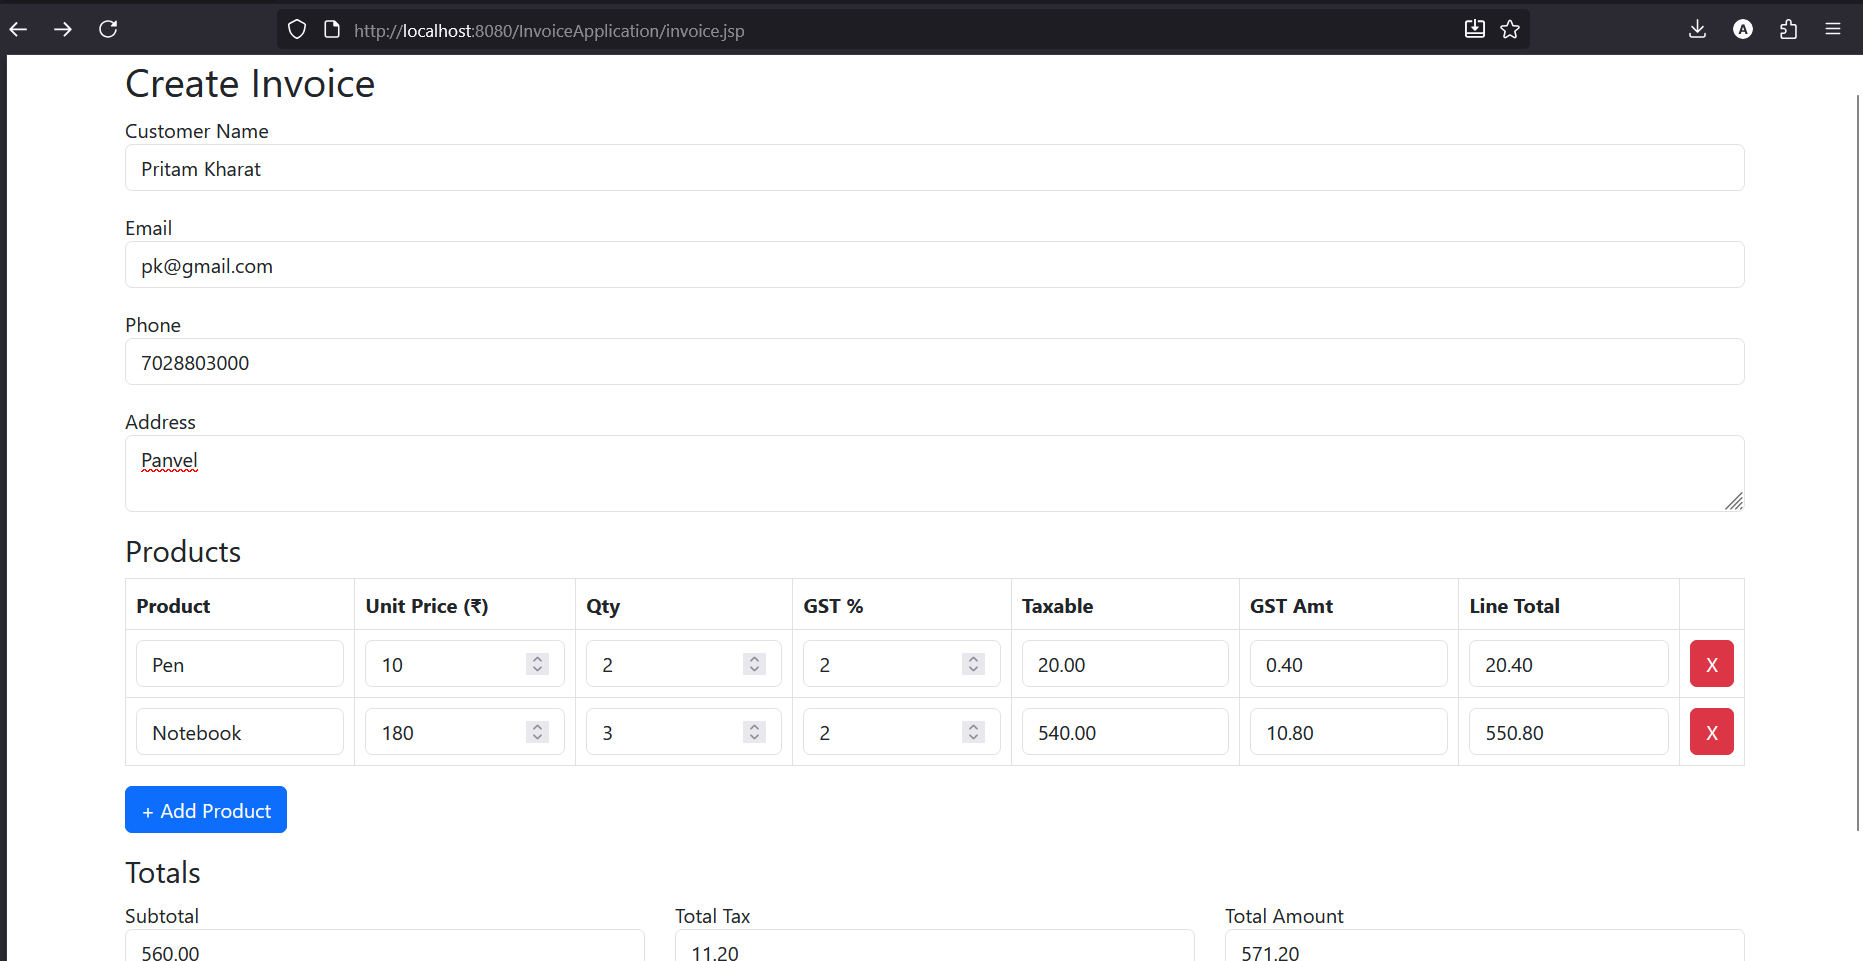 http://localhost:8080/InvoiceApplication/invoice.jsp
A
Create Invoice
Customer Name
Pritam Kharat
Email
pk@gmail.com
Phone
7028803000
Address
Panvel
Products
Product Unit Price (₹) Qty GST % Taxable GST Amt Line Total
Pen 10 2 2 20.00 0.40 20.40 X
Notebook 180 3 2 540.00 10.80 550.80 X
+ Add Product
Totals
Subtotal Total Tax Total Amount
560.00 11.20 571.20